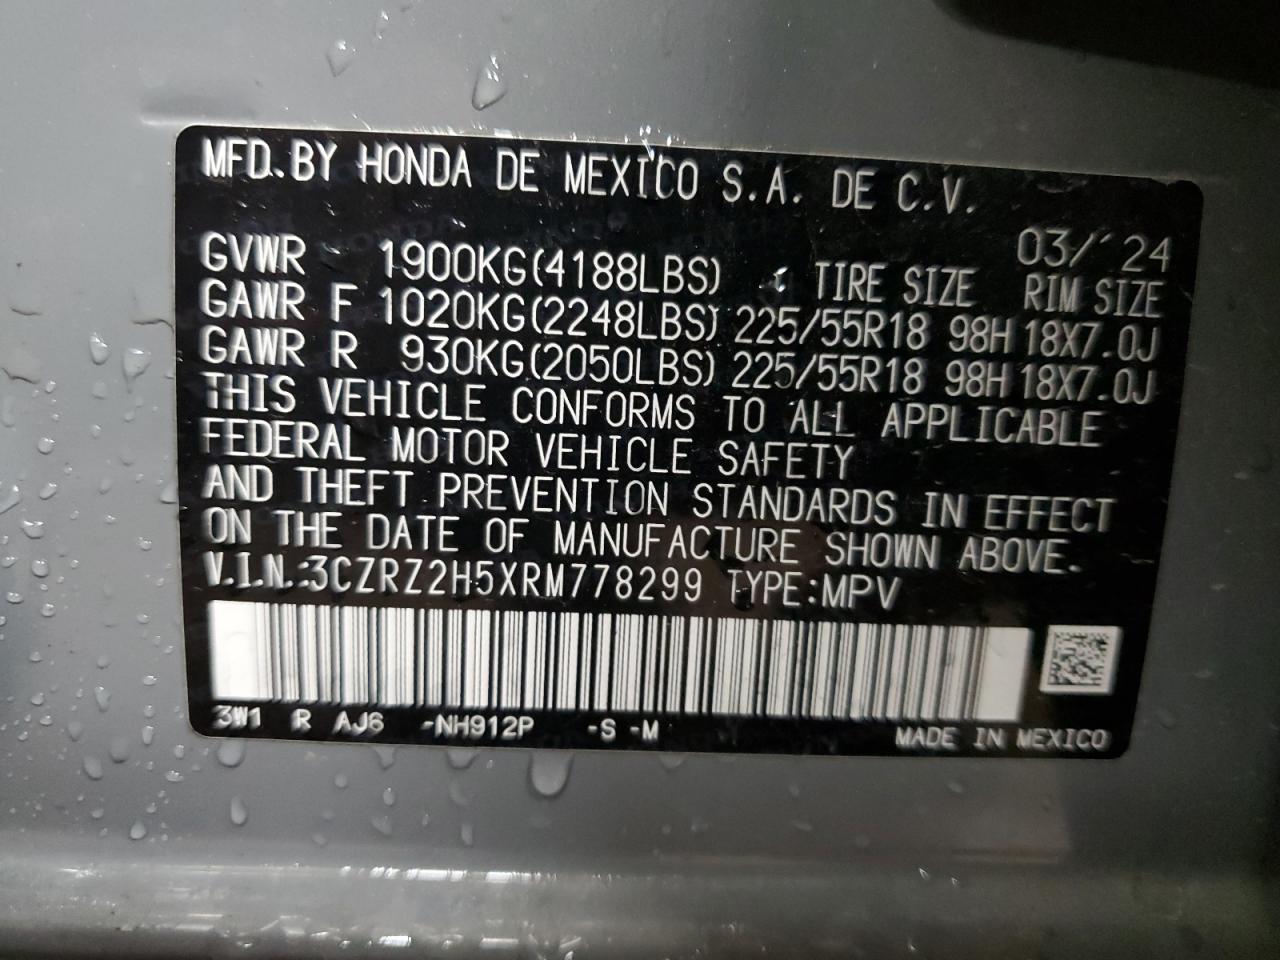 MFD. BY HONDA DE MEXICO S.A. DE C.V.
03/ 24
GVWR 1900KG(4188LBS) TIRE SIZE RIM SIZE
GAWR F 1020KG(2248LBS) 225/55R18 98H 18X7.0J
GAWR R 930KG(2050LBS) 225/55R18 98H 18X7.0J
THIS VEHICLE CONFORMS TO ALL APPLICABLE
FEDERAL MOTOR VEHICLE SAFETY
AND THEFT PREVENTION STANDARDS IN EFFECT
ON THE DATE OF MANUFACTURE SHOWN ABOVE.
V.I.N.:3CZRZ2H5XRM778299 TYPE:MPV
3W1 R AJ6 -NH912P -S -M
MADE IN MEXICO